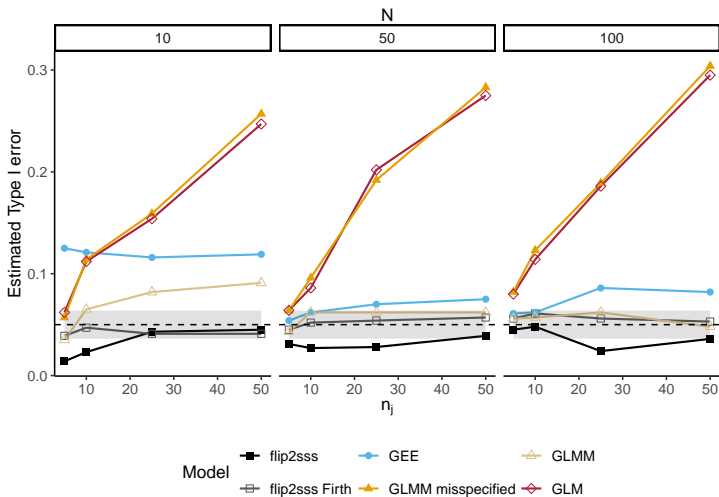 N
10 50 100
Estimated Type I error
0.3
0.2
0.1
0.0
10 20 30 40 50 10 20 30 40 50 10 20 30 40 50
nj
Model
flip2sss GEE GLMM
flip2sss Firth GLMM misspecified GLM